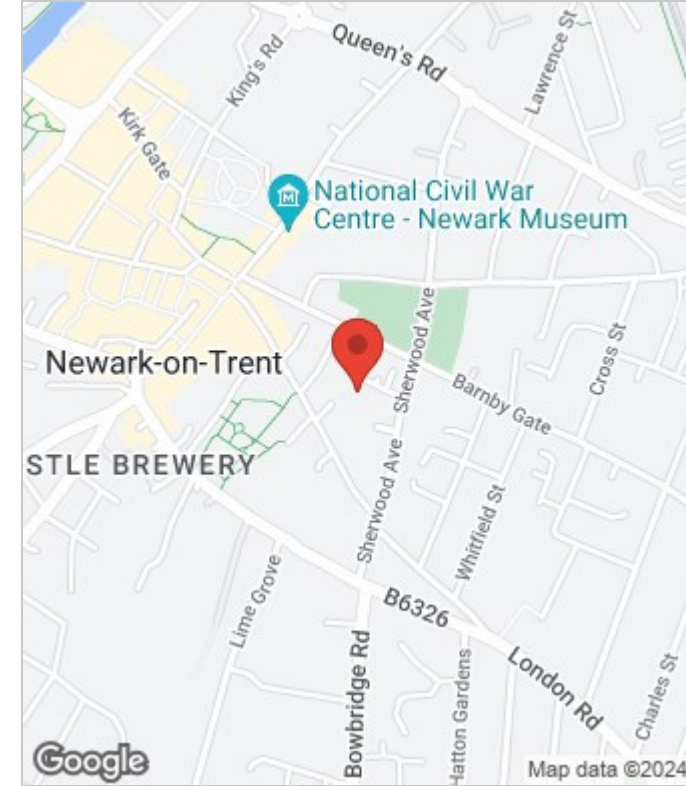 Queen's Rd
Lawrence St
King's Rd
Kirk Gate
National Civil War
Centre - Newark Museum
Sherwood Ave
Cross St
Newark-on-Trent
Barnby Gate
STLE BREWERY
Sherwood Ave
Whitfield St
Lime Grove
B6326
London Rd
Bowbridge Rd
Hatton Gardens
Charles St
Google
Map data ©2024